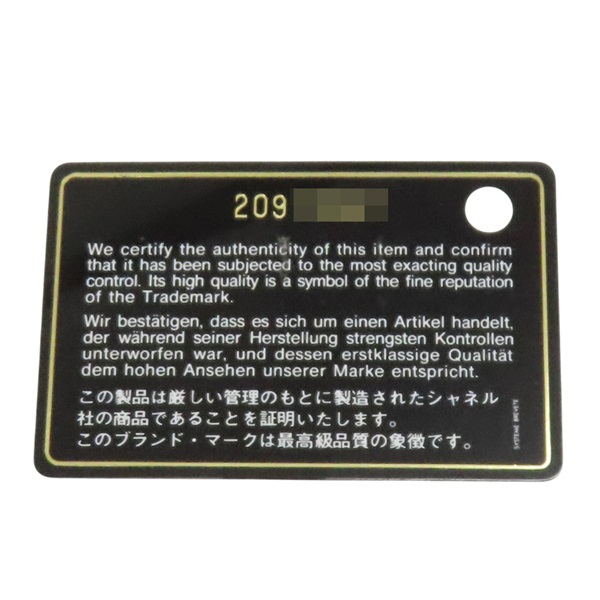 209
We certify the authenticity of this item and confirm
that it has been subjected to the most exacting quality
control. Its high quality is a symbol of the fine reputation
of the Trademark.
Wir bestätigen, dass es sich um einen Artikel handelt,
der während seiner Herstellung strengsten Kontrollen
unterworfen war, und dessen erstklassige Qualität
dem hohen Ansehen unserer Marke entspricht.
この製品は厳しい管理のもとに製造されたシャネル
社の商品であることを証明いたします。
このブランド・マークは最高級品質の象徴です。
SYSTEME BREVETE